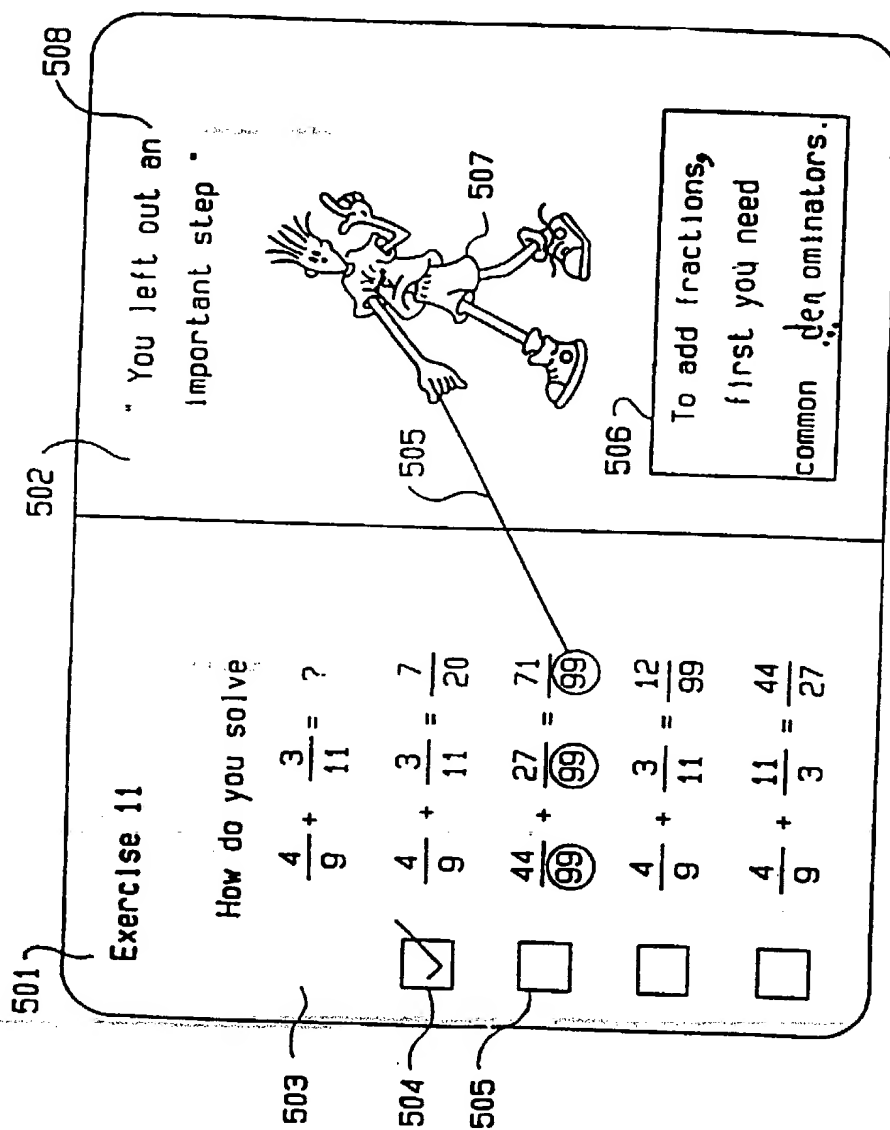 501
502
508
Exercise 11
" You left out an
important step "
503
How do you solve
4/9 + 3/11 = ?
504
4/9 + 3/11 = 7/20
505
44/99 + 27/99 = 71/99
4/9 + 3/11 = 12/99
4/9 + 11/3 = 44/27
505
507
506
To add fractions,
first you need
common denominators.